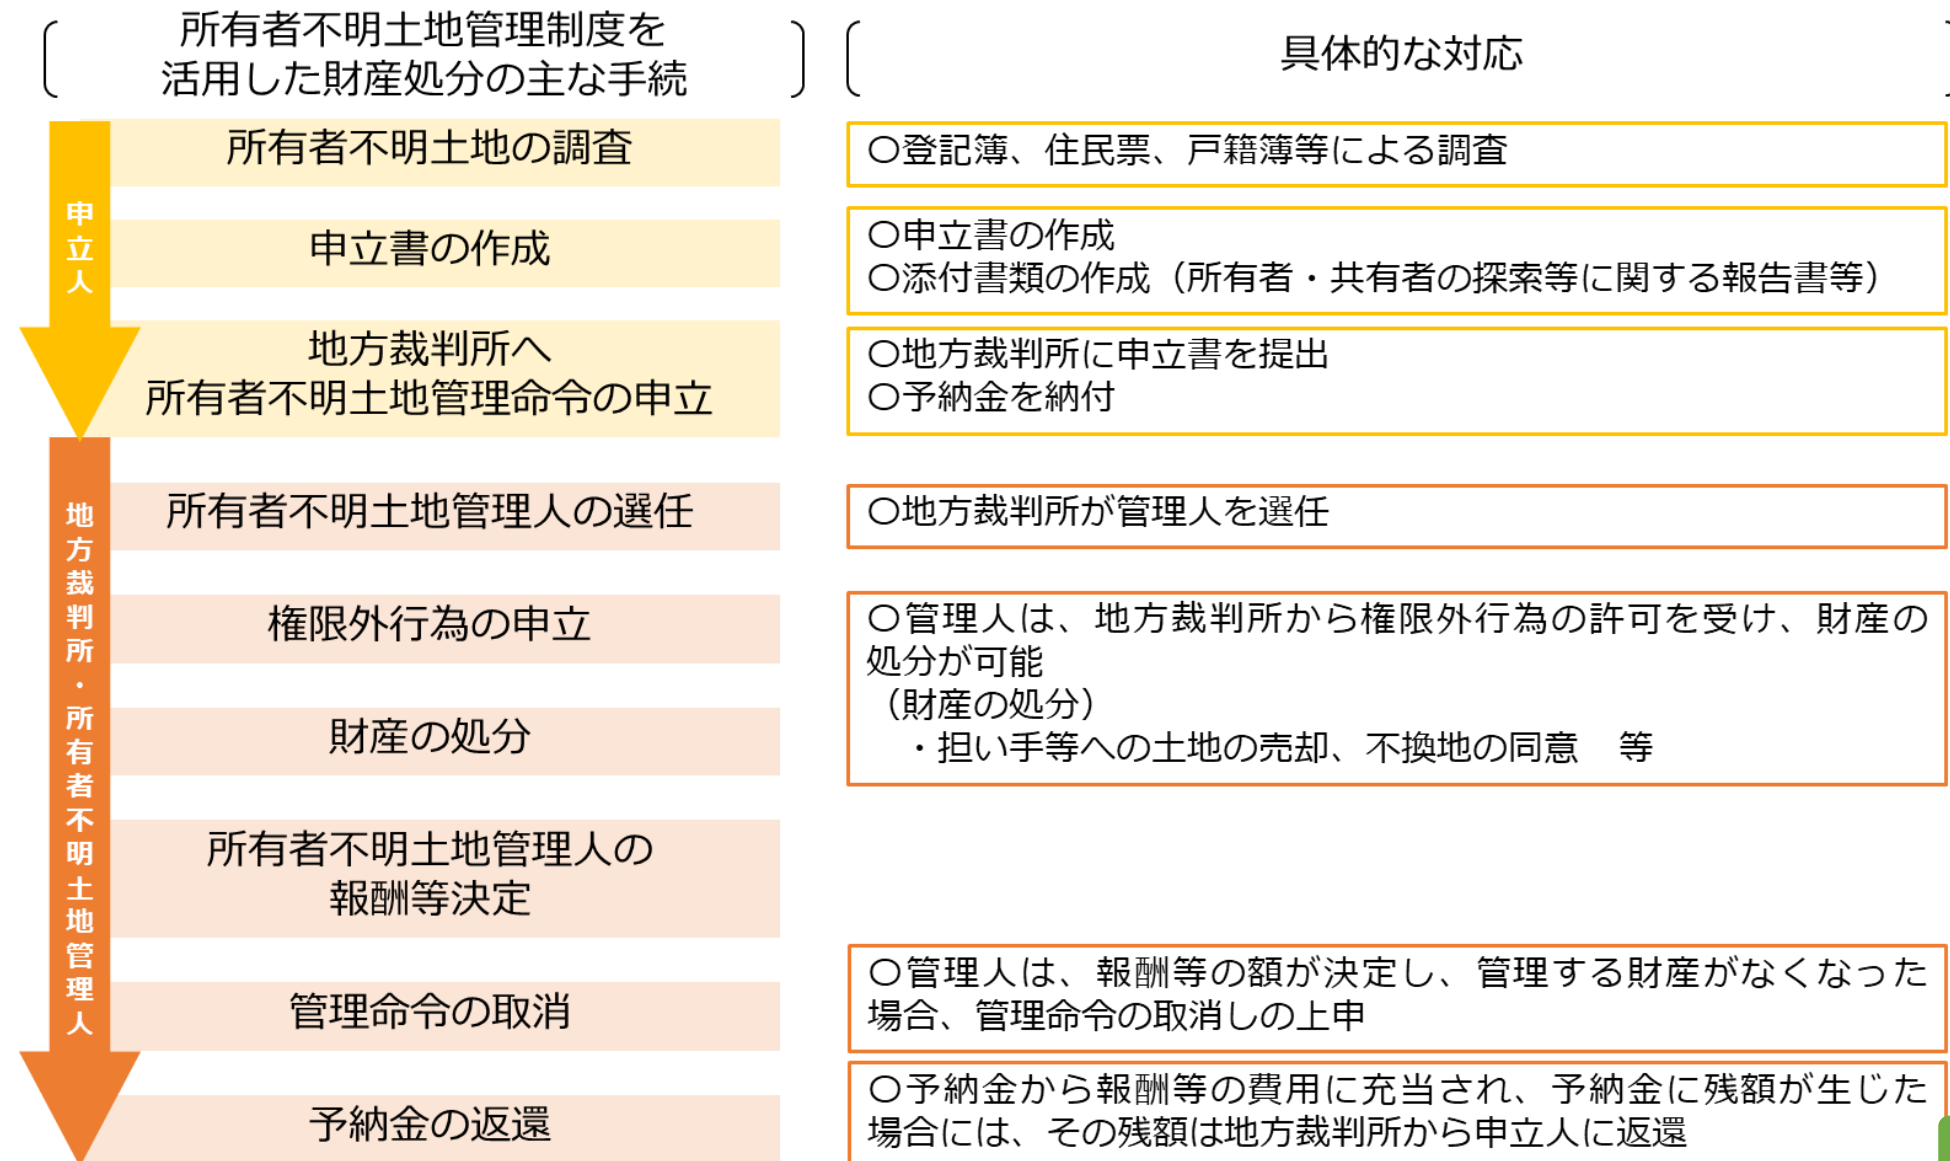 所有者不明土地管理制度を
活用した財産処分の主な手続
具体的な対応
申立人
所有者不明土地の調査
〇登記簿、住民票、戸籍簿等による調査
申立書の作成
〇申立書の作成
〇添付書類の作成（所有者・共有者の探索等に関する報告書等）
地方裁判所へ
所有者不明土地管理命令の申立
〇地方裁判所に申立書を提出
〇予納金を納付
地方裁判所・所有者不明土地管理人
所有者不明土地管理人の選任
〇地方裁判所が管理人を選任
権限外行為の申立
財産の処分
〇管理人は、地方裁判所から権限外行為の許可を受け、財産の
処分が可能
（財産の処分）
・担い手等への土地の売却、不換地の同意　等
所有者不明土地管理人の
報酬等決定
管理命令の取消
〇管理人は、報酬等の額が決定し、管理する財産がなくなった
場合、管理命令の取消しの上申
予納金の返還
〇予納金から報酬等の費用に充当され、予納金に残額が生じた
場合には、その残額は地方裁判所から申立人に返還